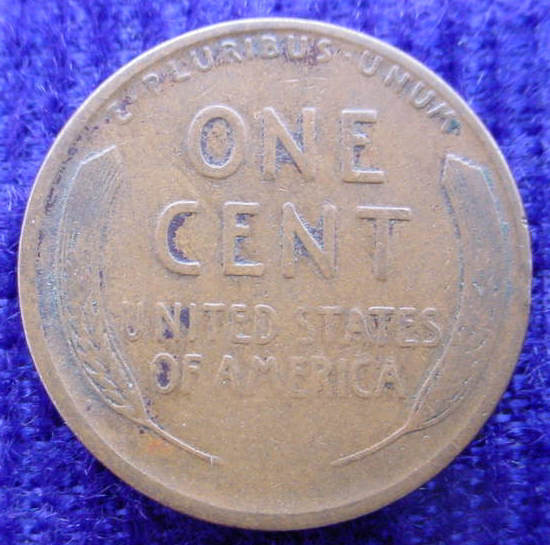 E·PLURIBUS·UNUM
ONE
CENT
UNITED STATES
OF AMERICA